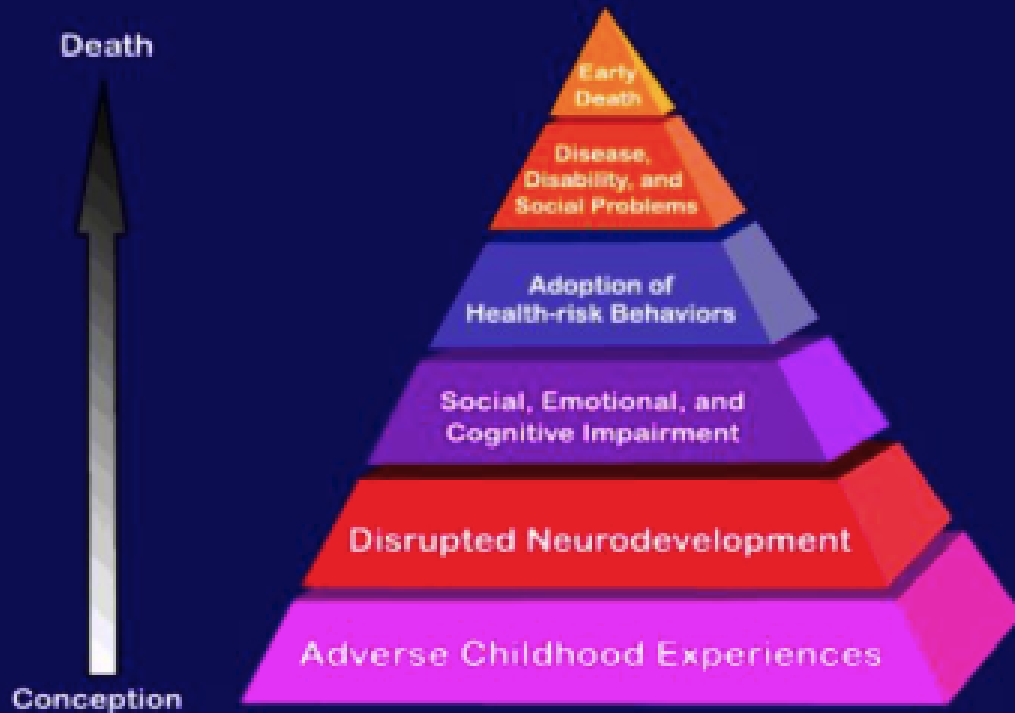 Death
Early
Death
Disease,
Disability, and
Social Problems
Adoption of
Health-risk Behaviors
Social, Emotional, and
Cognitive Impairment
Disrupted Neurodevelopment
Adverse Childhood Experiences
Conception